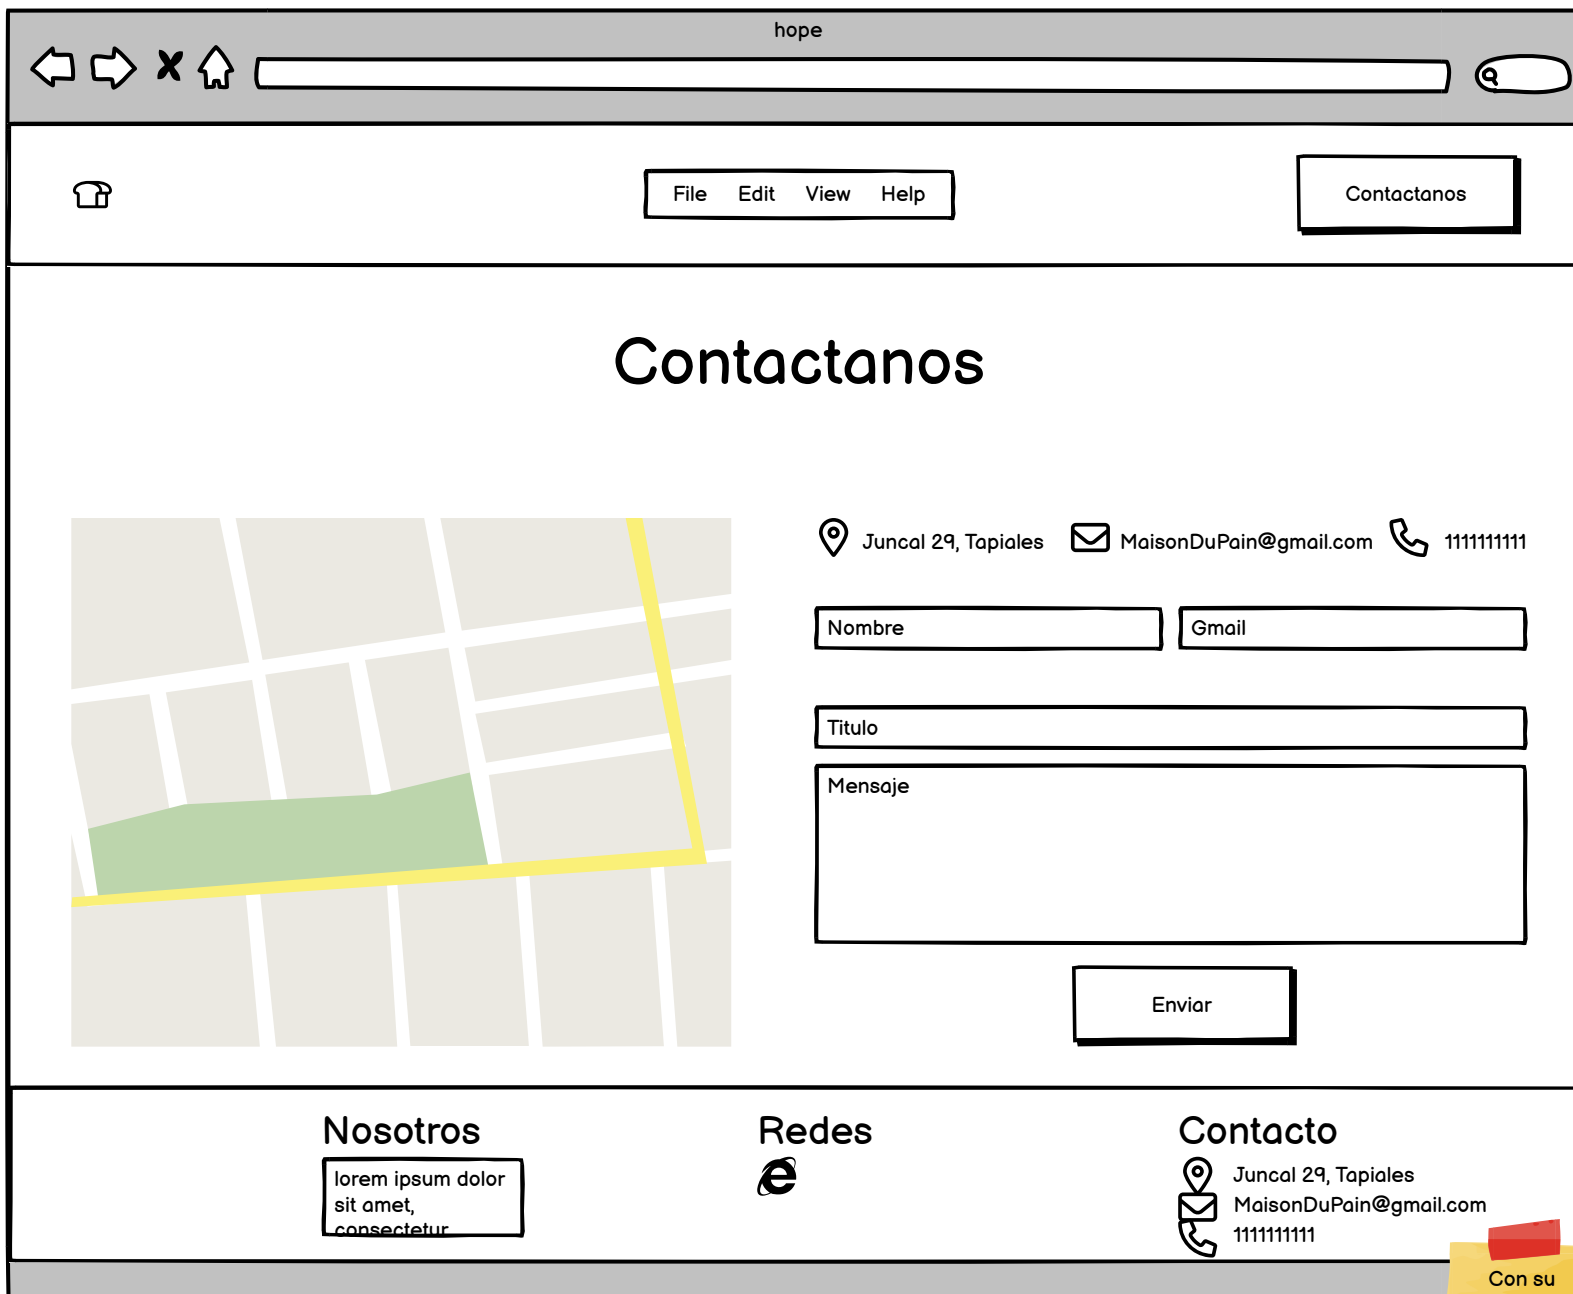 hope
File Edit View Help
Contactanos
Contactanos
Juncal 29, Tapiales MaisonDuPain@gmail.com 1111111111
Nombre Gmail
Titulo
Mensaje
Enviar
Nosotros
lorem ipsum dolor
sit amet,
consectetur
Redes
Contacto
Juncal 29, Tapiales
MaisonDuPain@gmail.com
1111111111
Con su